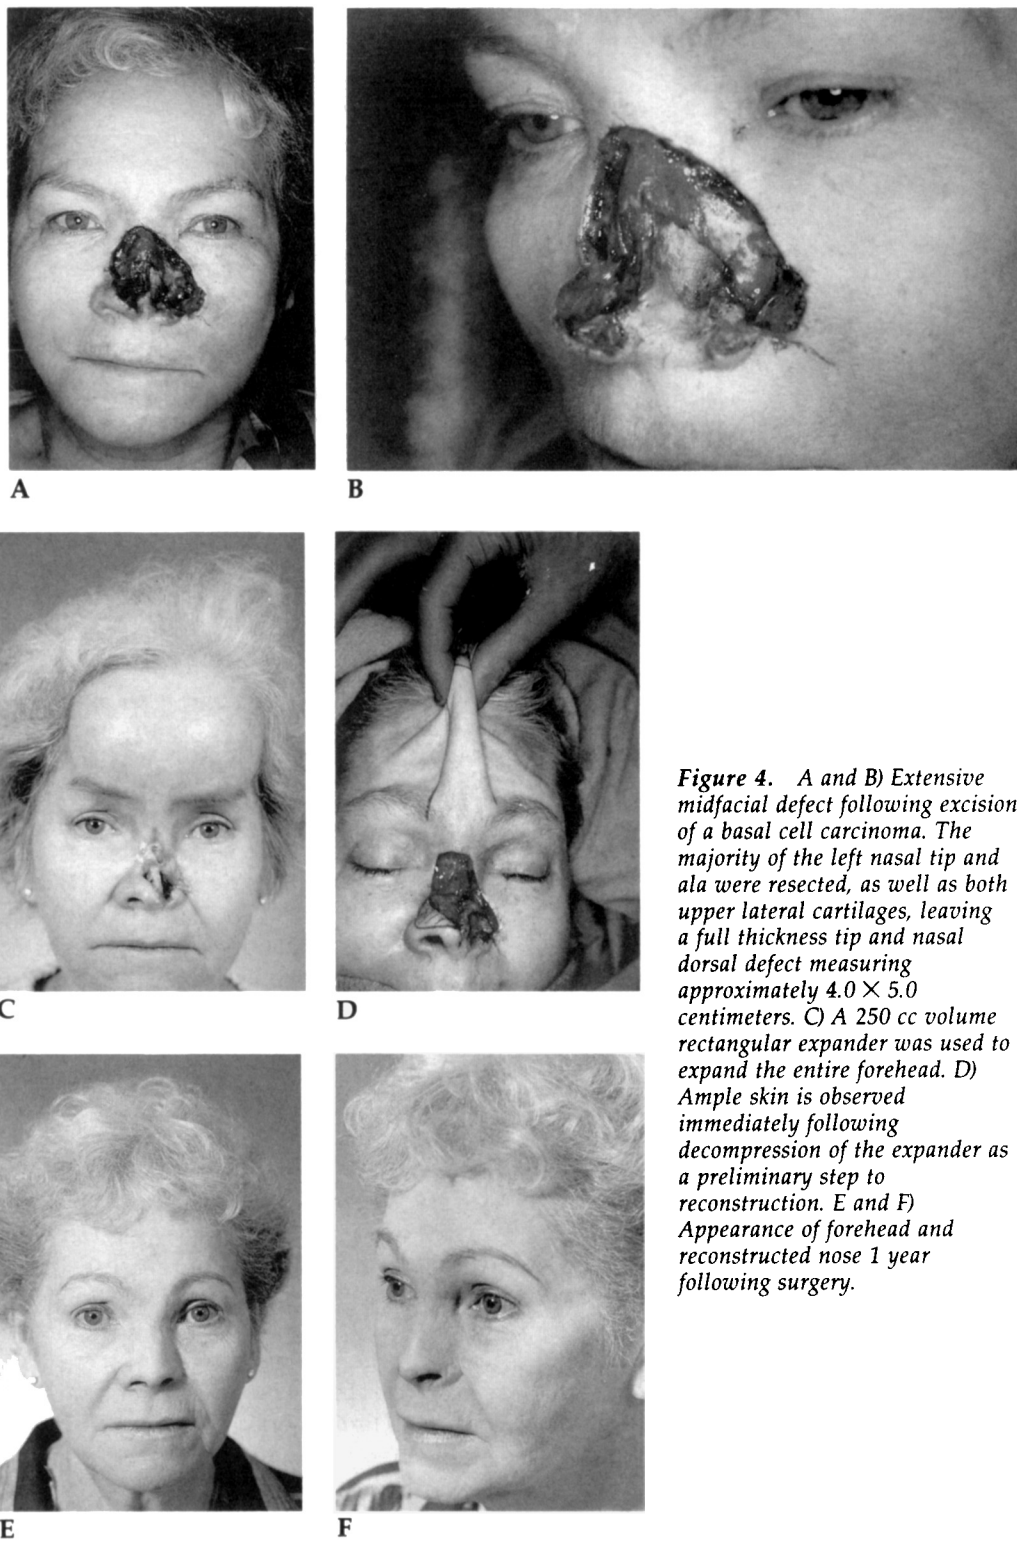 A
B
C
D
Figure 4. A and B) Extensive
midfacial defect following excision
of a basal cell carcinoma. The
majority of the left nasal tip and
ala were resected, as well as both
upper lateral cartilages, leaving
a full thickness tip and nasal
dorsal defect measuring
approximately 4.0 × 5.0
centimeters. C) A 250 cc volume
rectangular expander was used to
expand the entire forehead. D)
Ample skin is observed
immediately following
decompression of the expander as
a preliminary step to
reconstruction. E and F)
Appearance of forehead and
reconstructed nose 1 year
following surgery.
E
F